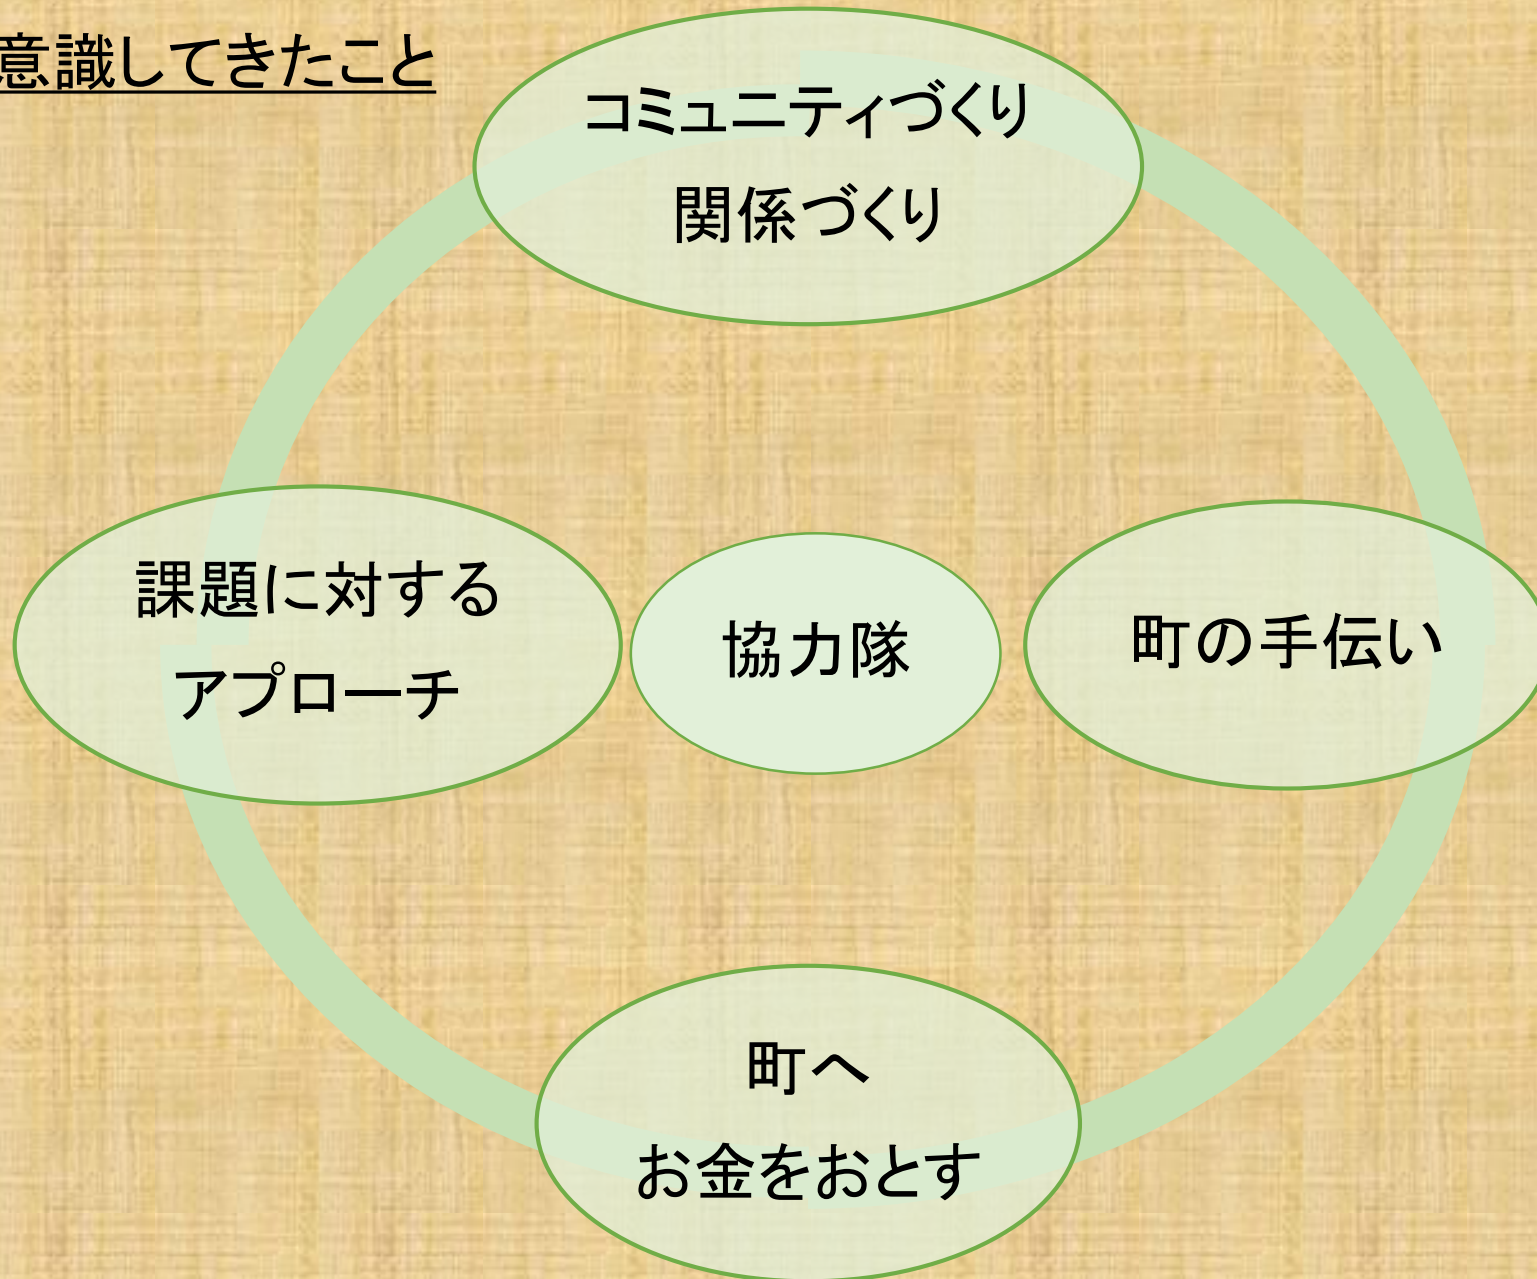 意識してきたこと
コミュニティづくり
関係づくり
課題に対する
アプローチ
協力隊
町の手伝い
町へ
お金をおとす